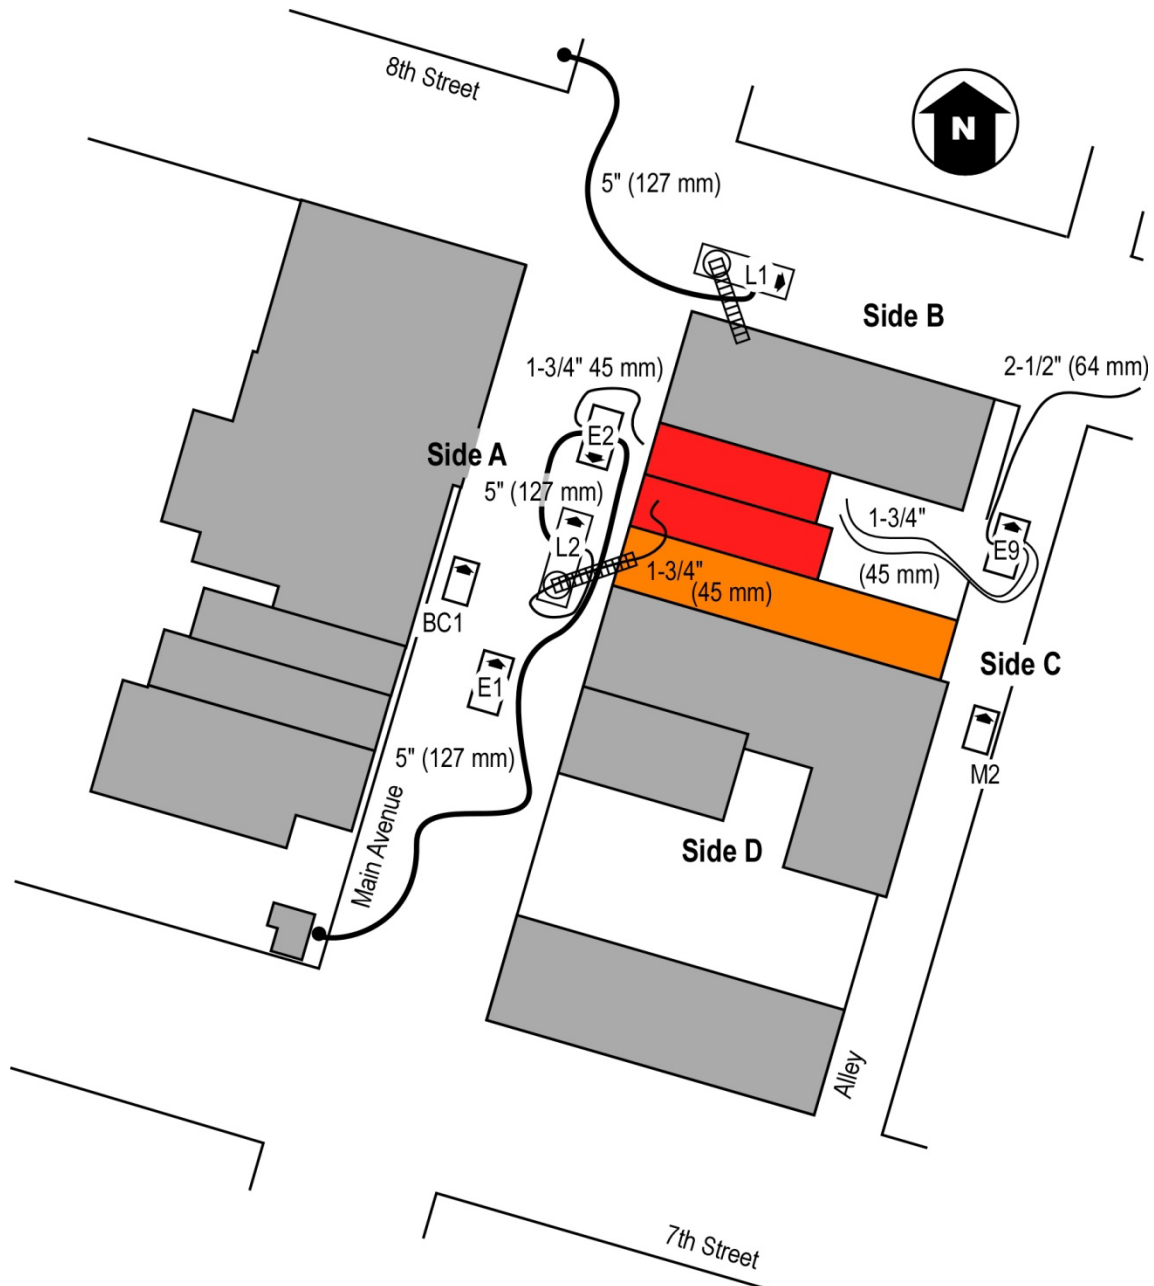 8th Street
N
5" (127 mm)
L1
Side B
1-3/4" 45 mm)
2-1/2" (64 mm)
E2
Side A
5" (127 mm)
1-3/4"
L2
E9
1-3/4"
(45 mm)
(45 mm)
BC1
Side C
E1
5" (127 mm)
M2
Main Avenue
Side D
Alley
7th Street